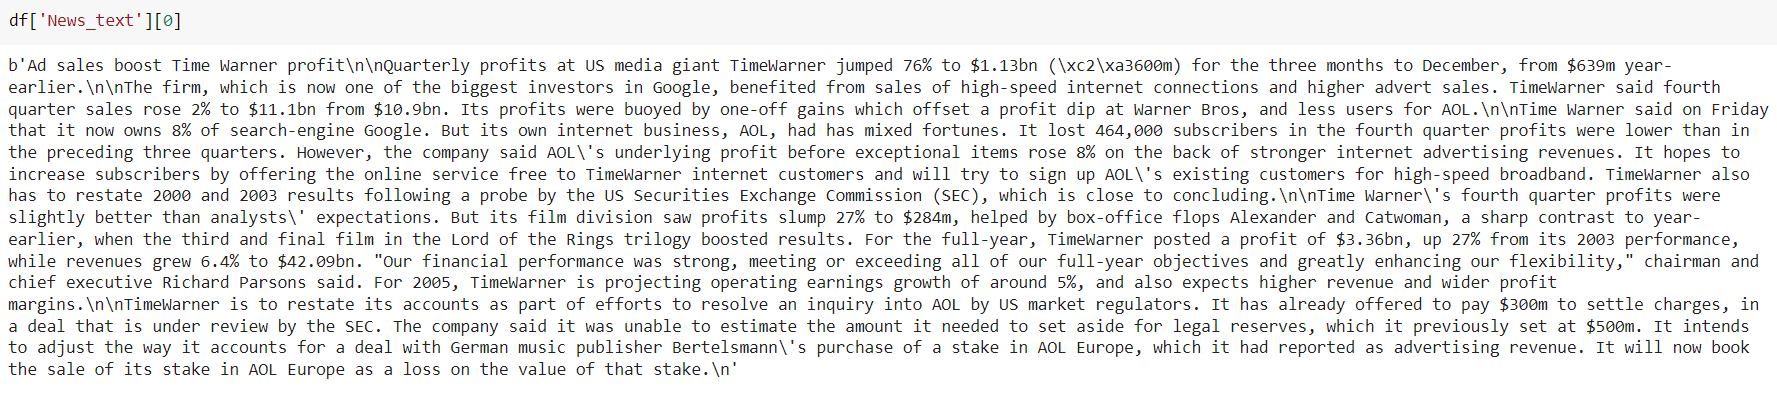 df['News_text'][0]
b'Ad sales boost Time Warner profit\n\nQuarterly profits at US media giant TimeWarner jumped 76% to $1.13bn (\xc2\xa3600m) for the three months to December, from $639m year-
earlier.\n\nThe firm, which is now one of the biggest investors in Google, benefited from sales of high-speed internet connections and higher advert sales. TimeWarner said fourth
quarter sales rose 2% to $11.1bn from $10.9bn. Its profits were buoyed by one-off gains which offset a profit dip at Warner Bros, and less users for AOL.\n\nTime Warner said on Friday
that it now owns 8% of search-engine Google. But its own internet business, AOL, had has mixed fortunes. It lost 464,000 subscribers in the fourth quarter profits were lower than in
the preceding three quarters. However, the company said AOL\'s underlying profit before exceptional items rose 8% on the back of stronger internet advertising revenues. It hopes to
increase subscribers by offering the online service free to TimeWarner internet customers and will try to sign up AOL\'s existing customers for high-speed broadband. TimeWarner also
has to restate 2000 and 2003 results following a probe by the US Securities Exchange Commission (SEC), which is close to concluding.\n\nTime Warner\'s fourth quarter profits were
slightly better than analysts\' expectations. But its film division saw profits slump 27% to $284m, helped by box-office flops Alexander and Catwoman, a sharp contrast to year-
earlier, when the third and final film in the Lord of the Rings trilogy boosted results. For the full-year, TimeWarner posted a profit of $3.36bn, up 27% from its 2003 performance,
while revenues grew 6.4% to $42.09bn. "Our financial performance was strong, meeting or exceeding all of our full-year objectives and greatly enhancing our flexibility," chairman and
chief executive Richard Parsons said. For 2005, TimeWarner is projecting operating earnings growth of around 5%, and also expects higher revenue and wider profit
margins.\n\nTimeWarner is to restate its accounts as part of efforts to resolve an inquiry into AOL by US market regulators. It has already offered to pay $300m to settle charges, in
a deal that is under review by the SEC. The company said it was unable to estimate the amount it needed to set aside for legal reserves, which it previously set at $500m. It intends
to adjust the way it accounts for a deal with German music publisher Bertelsmann\'s purchase of a stake in AOL Europe, which it had reported as advertising revenue. It will now book
the sale of its stake in AOL Europe as a loss on the value of that stake.\n'